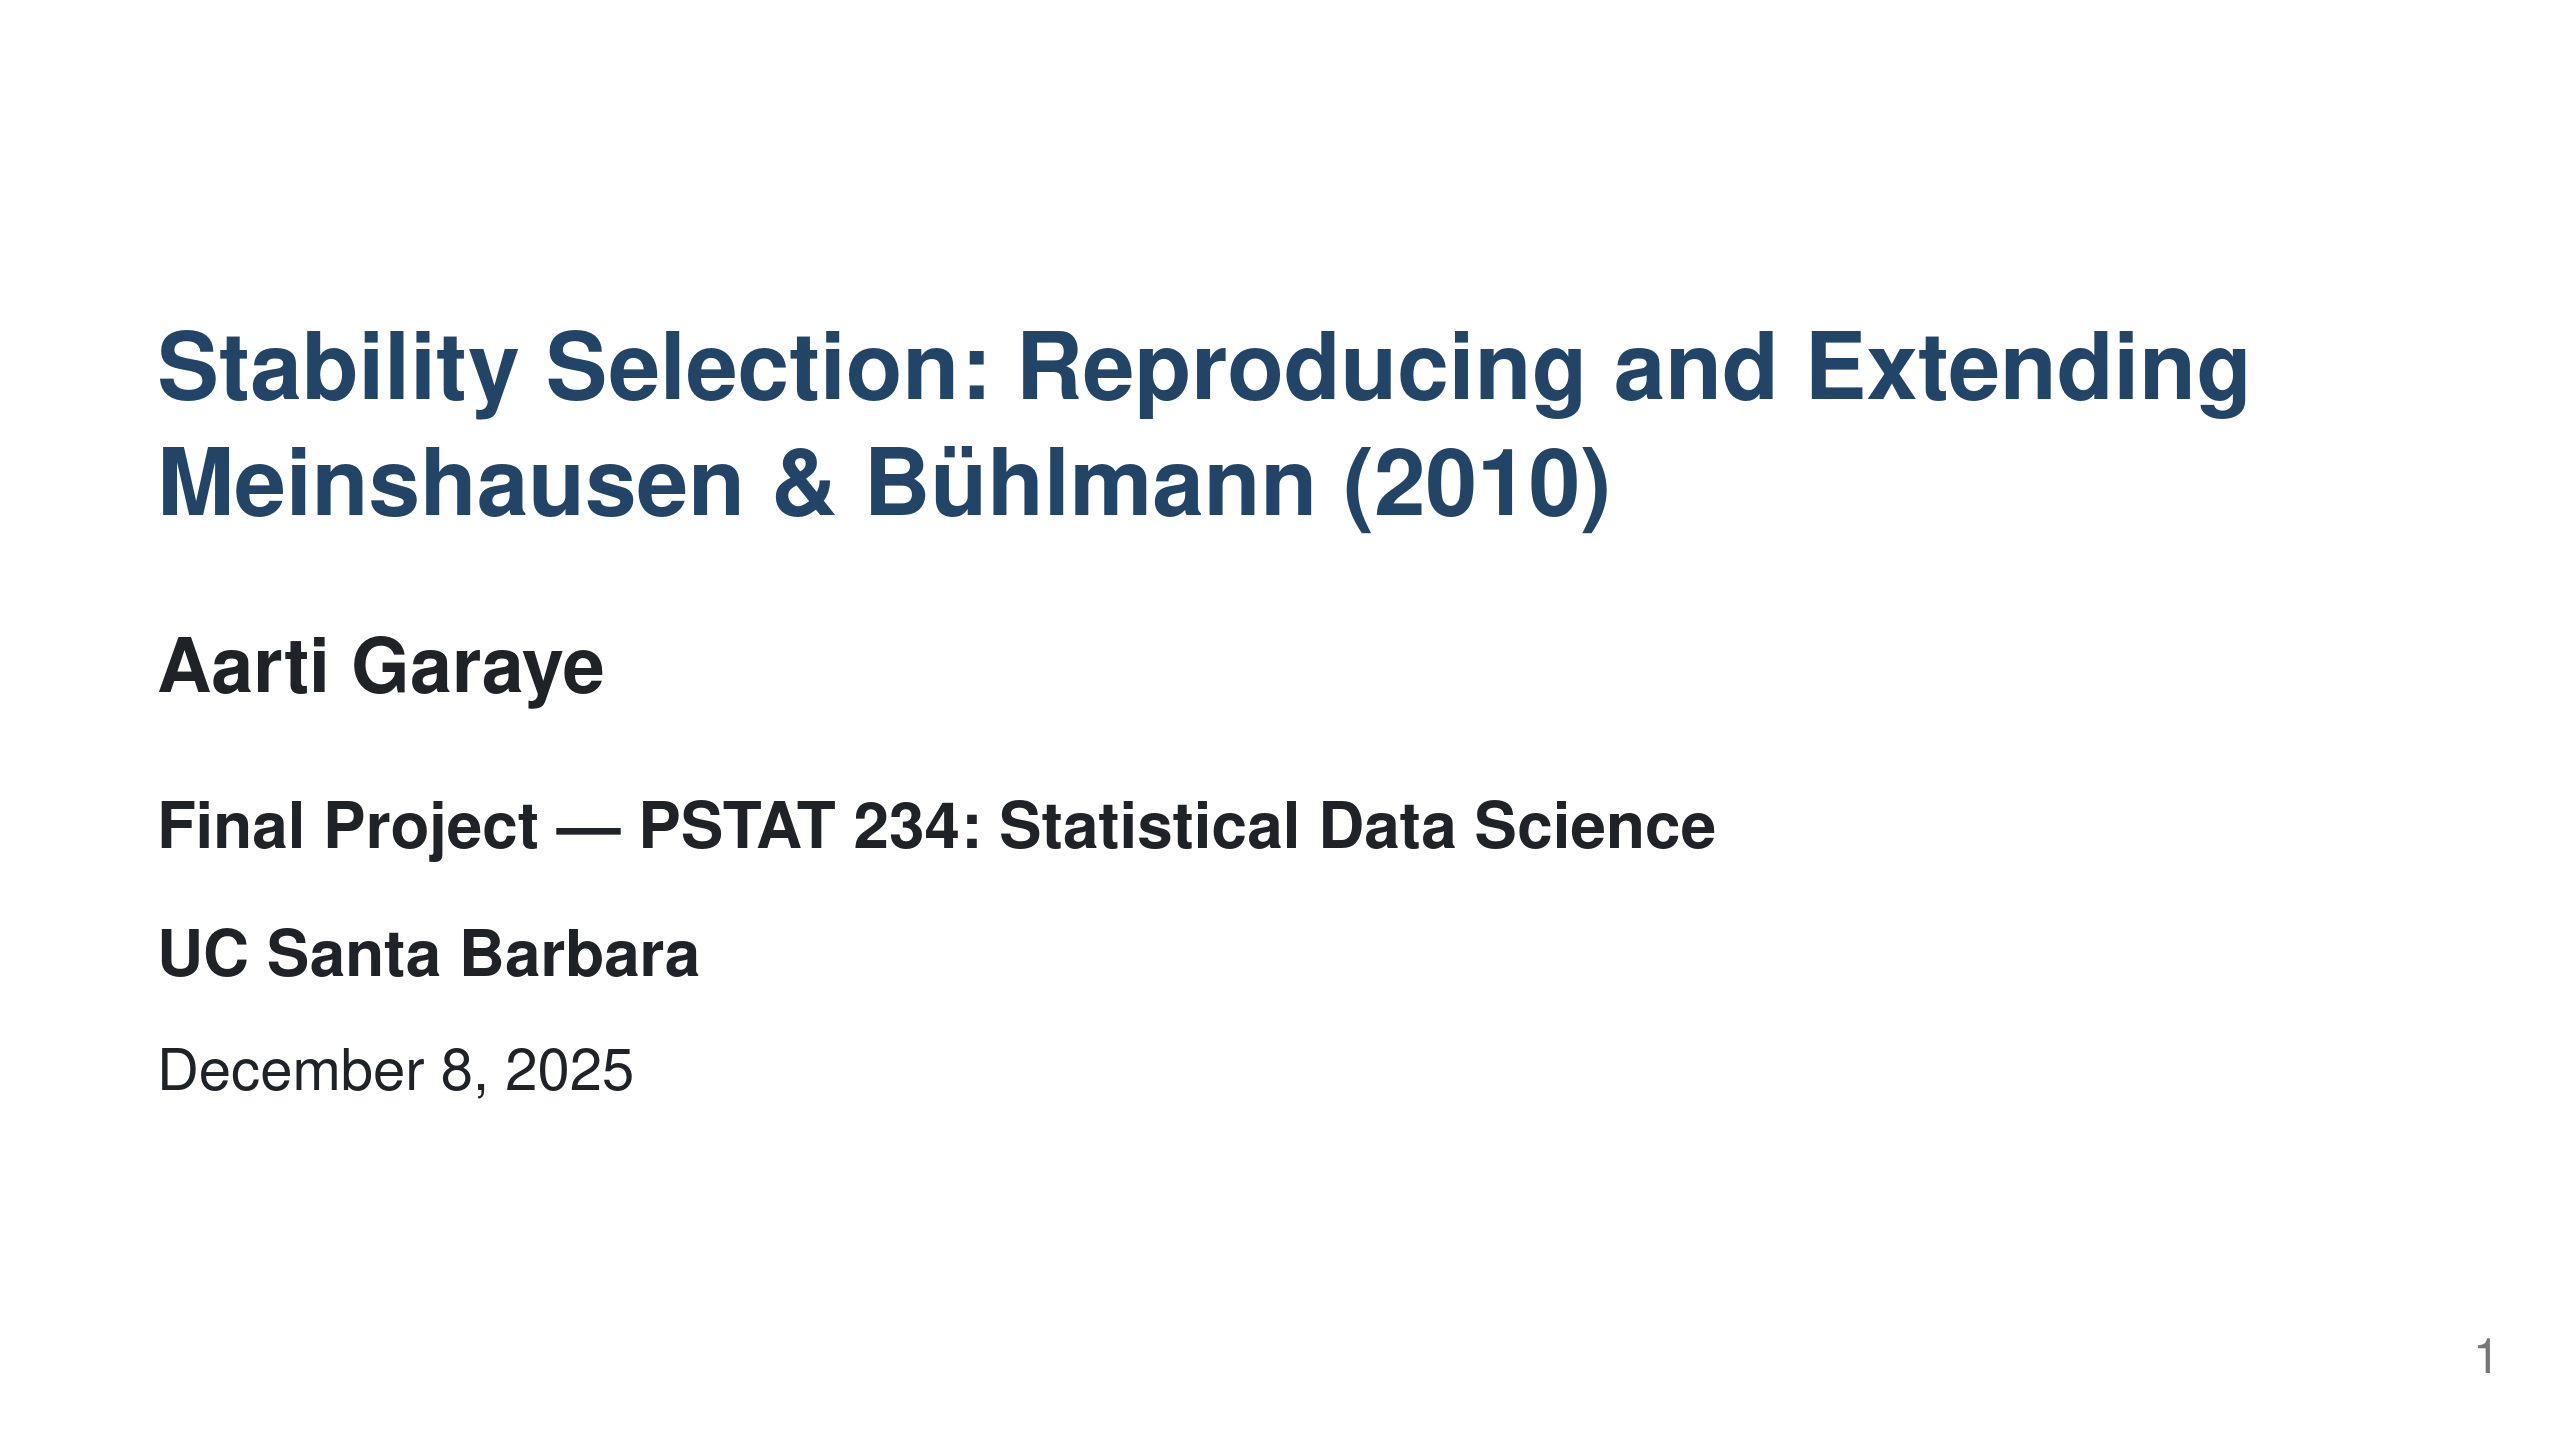 Stability Selection: Reproducing and Extending
Meinshausen & Bühlmann (2010)
Aarti Garaye
Final Project — PSTAT 234: Statistical Data Science
UC Santa Barbara
December 8, 2025
1